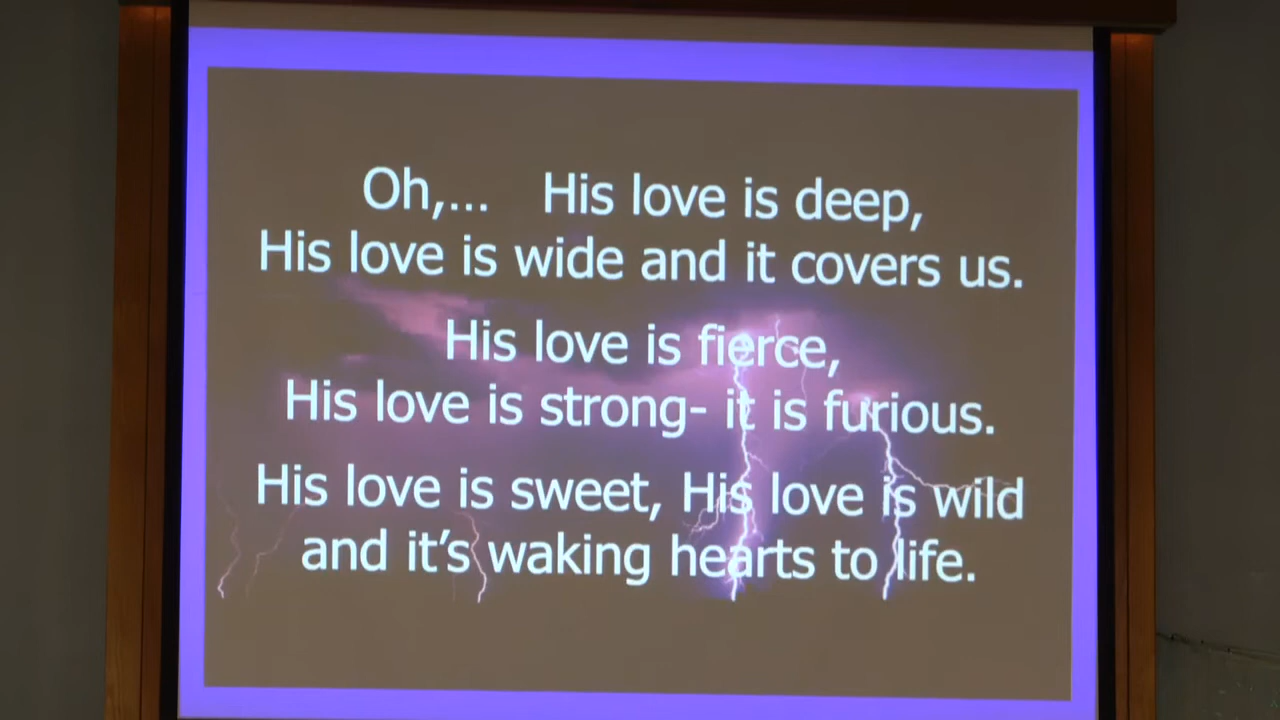 Oh,... His love is deep,
His love is wide and it covers us.
His love is fierce,
His love is strong- it is furious.
His love is sweet, His love is wild
and it's waking hearts to life.